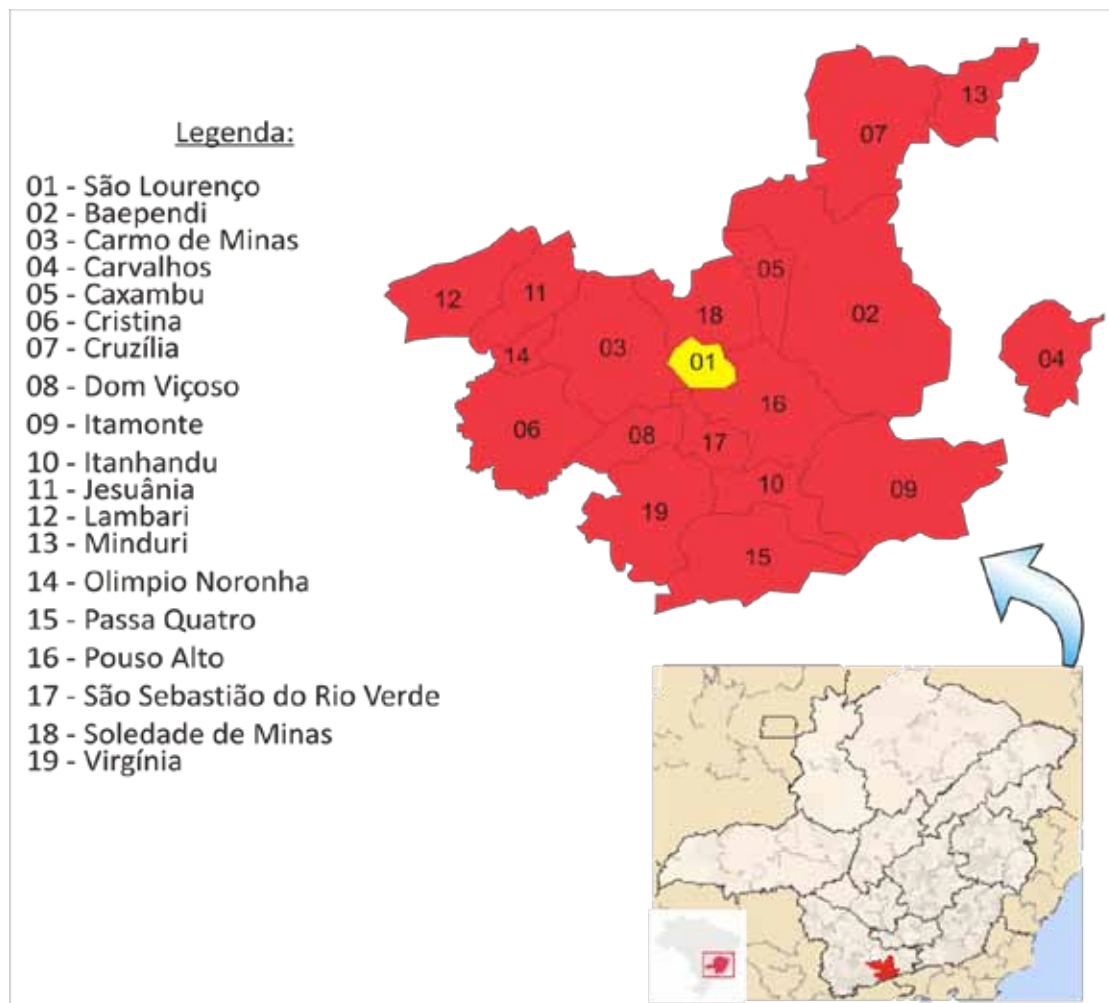 Legenda:
01 - São Lourenço
02 - Baependi
03 - Carmo de Minas
04 - Carvalhos
05 - Caxambu
06 - Cristina
07 - Cruzília
08 - Dom Viçoso
09 - Itamonte
10 - Itanhandu
11 - Jesuânia
12 - Lambari
13 - Minduri
14 - Olimpio Noronha
15 - Passa Quatro
16 - Pouso Alto
17 - São Sebastião do Rio Verde
18 - Soledade de Minas
19 - Virgínia
13
07
05
12
11
18
02
03
14
01
04
16
06
08
17
10
09
19
15